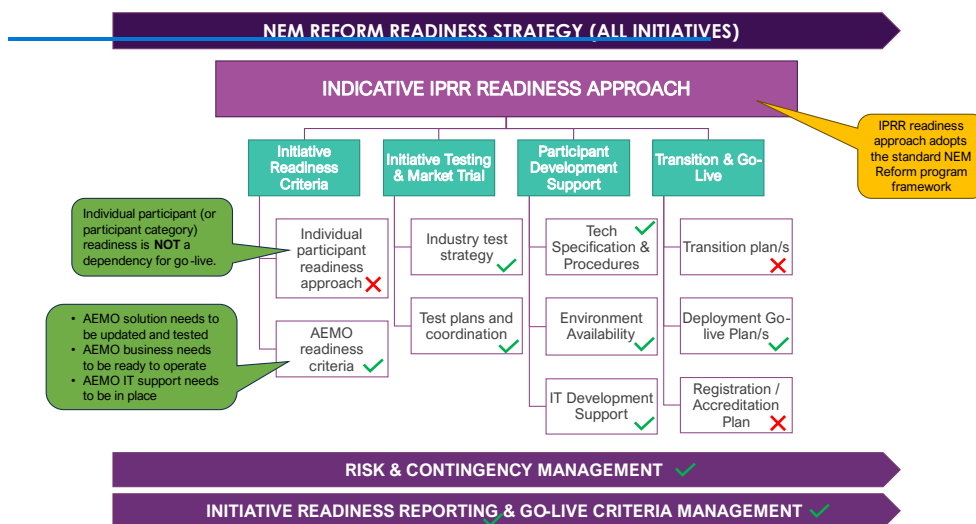 NEM REFORM READINESS STRATEGY (ALL INITIATIVES)
INDICATIVE IPRR READINESS APPROACH
IPRR readiness
approach adopts
the standard NEM
Reform program
framework
Initiative
Readiness
Criteria
Initiative Testing
& Market Trial
Participant
Development
Support
Transition & Go-
Live
Individual participant (or
participant category)
readiness is NOT a
dependency for go-live.
Individual
participant
readiness
approach
Industry test
strategy
Tech
Specification &
Procedures
Transition plan/s
• AEMO solution needs to
be updated and tested
• AEMO business needs
to be ready to operate
• AEMO IT support needs
to be in place
AEMO
readiness
criteria
Test plans and
coordination
Environment
Availability
Deployment Go-
live Plan/s
IT Development
Support
Registration /
Accreditation
Plan
RISK & CONTINGENCY MANAGEMENT
INITIATIVE READINESS REPORTING & GO-LIVE CRITERIA MANAGEMENT